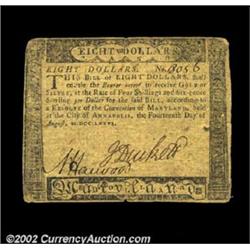 EIGHT DOLLARS
EIGHT DOLLARS. No. 8056
THIS BILL OF EIGHT DOLLARS, shall
entitle the Bearer hereof to receive GOLD or
SILVER, at the Rate of Four Shillings and six-pence
Sterling per Dollar for the said BILL, according to
a RESOLVE of the Convention of MARYLAND, held
at the CITY of ANNAPOLIS, the Fourteenth Day of
August,
J Duckett
N Harwood
©2002 - CurrencyAuction.com